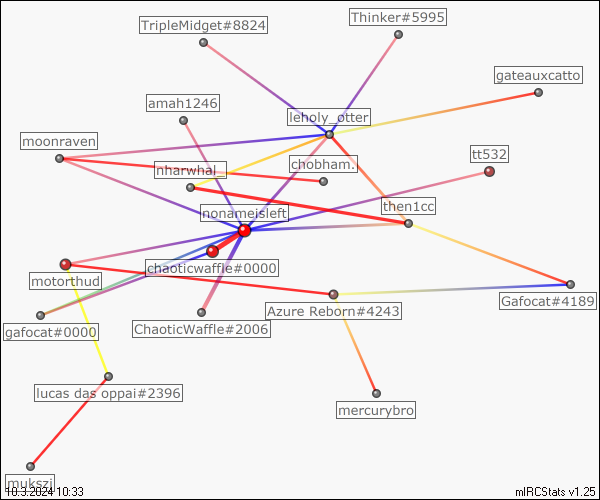 Thinker#5995
TripleMidget#8824
gateauxcatto
amah1246
leholy_otter
moonraven
tt532
chobham.
nharwhal_
then1cc
nonameisleft
chaoticwaffle#0000
motorthud
Gafocat#4189
Azure Reborn#4243
ChaoticWaffle#2006
gafocat#0000
lucas das oppai#2396
mercurybro
mukszi
10.3.2024 10:33
mIRCStats v1.25